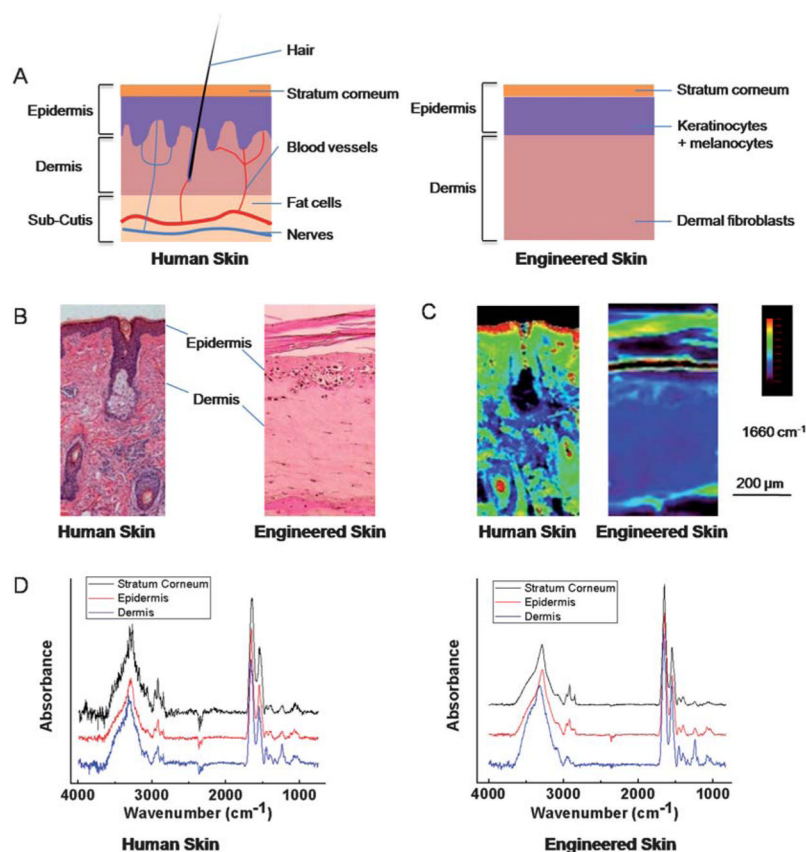 A
Hair
Epidermis
Dermis
Sub-Cutis
Stratum corneum
Blood vessels
Fat cells
Nerves
Human Skin
Epidermis
Dermis
Stratum corneum
Keratinocytes
+ melanocytes
Dermal fibroblasts
Engineered Skin
B
Epidermis
Dermis
Human Skin
Engineered Skin
C
1660 cm-1
200 µm
Human Skin
Engineered Skin
D
Stratum Corneum
Epidermis
Dermis
Absorbance
4000 3000 2000 1000
Wavenumber (cm-1)
Human Skin
Stratum Corneum
Epidermis
Dermis
Absorbance
4000 3000 2000 1000
Wavenumber (cm-1)
Engineered Skin